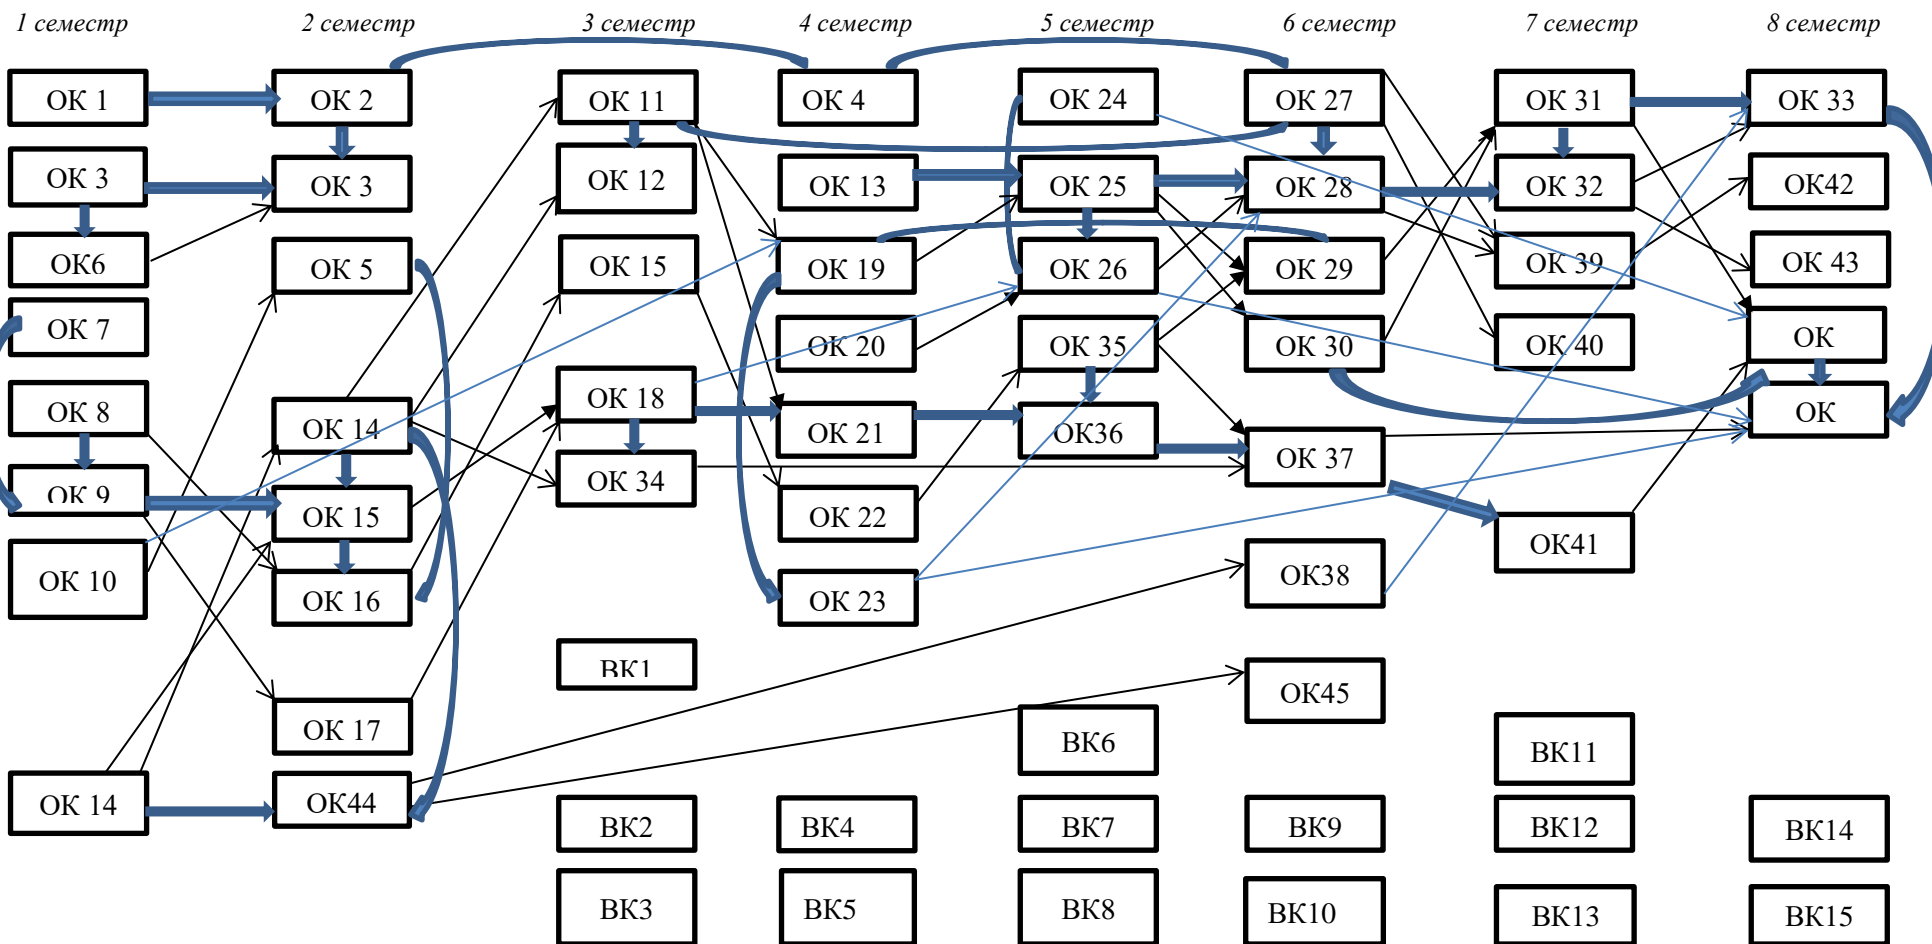 1 семестр
2 семестр
3 семестр
4 семестр
5 семестр
6 семестр
7 семестр
8 семестр
ОК 1
ОК 2
ОК 11
ОК 4
ОК 24
ОК 27
ОК 31
ОК 33
ОК 3
ОК 3
ОК 12
ОК 13
ОК 25
ОК 28
ОК 32
ОК42
ОК6
ОК 5
ОК 15
ОК 19
ОК 26
ОК 29
ОК 39
ОК 43
ОК 7
ОК 20
ОК 35
ОК 30
ОК 40
ОК
ОК 8
ОК 14
ОК 18
ОК 21
ОК36
ОК 37
ОК
ОК 9
ОК 15
ОК 34
ОК 22
ОК41
ОК 10
ОК 16
ОК 23
ОК38
ВК1
ОК45
ОК 17
ВК6
ВК11
ОК 14
ОК44
ВК2
ВК4
ВК7
ВК9
ВК12
ВК14
ВК3
ВК5
ВК8
ВК10
ВК13
ВК15